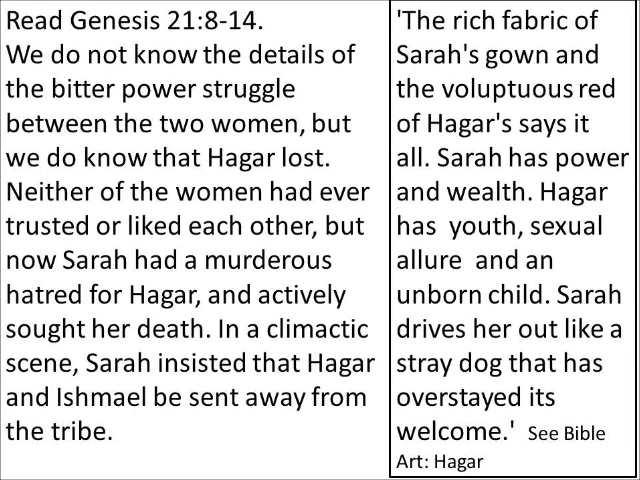 Read Genesis 21:8-14.
We do not know the details of
the bitter power struggle
between the two women, but
we do know that Hagar lost.
Neither of the women had ever
trusted or liked each other, but
now Sarah had a murderous
hatred for Hagar, and actively
sought her death. In a climactic
scene, Sarah insisted that Hagar
and Ishmael be sent away from
the tribe.
'The rich fabric of
Sarah's gown and
the voluptuous red
of Hagar's says it
all. Sarah has power
and wealth. Hagar
has youth, sexual
allure and an
unborn child. Sarah
drives her out like a
stray dog that has
overstayed its
welcome.' See Bible
Art: Hagar